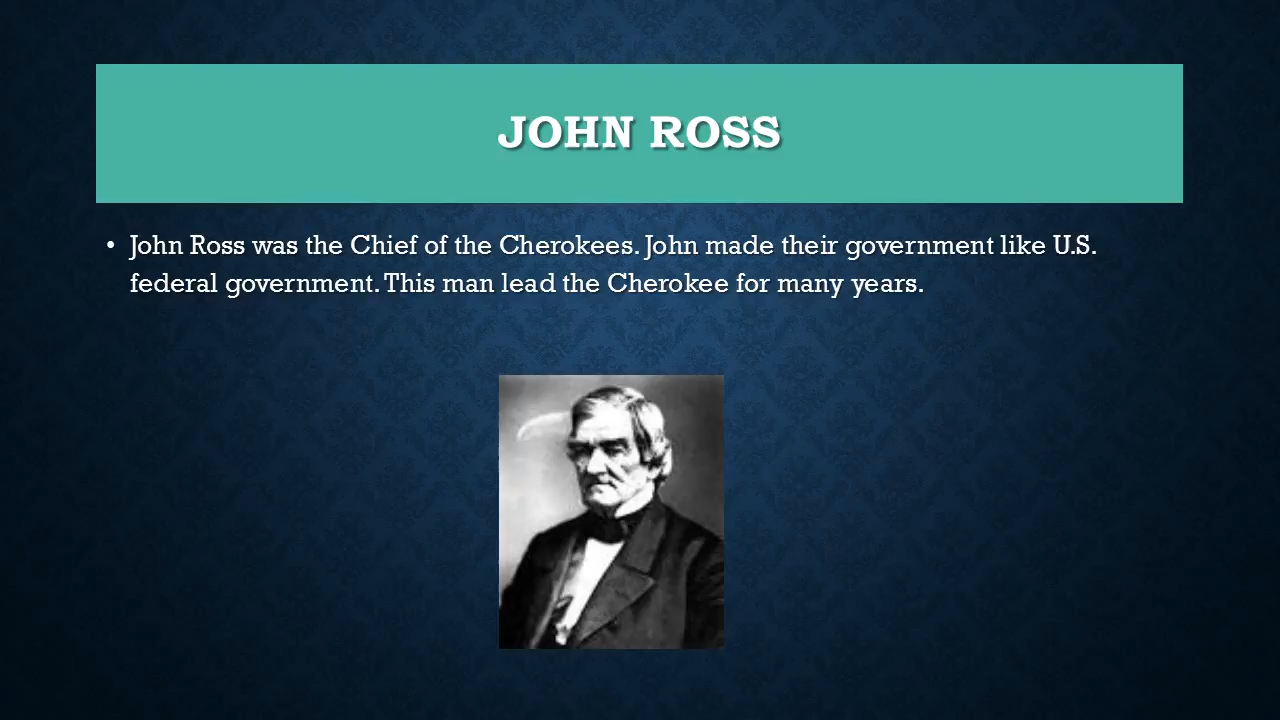 JOHN ROSS
• John Ross was the Chief of the Cherokees. John made their government like U.S.
federal government. This man lead the Cherokee for many years.